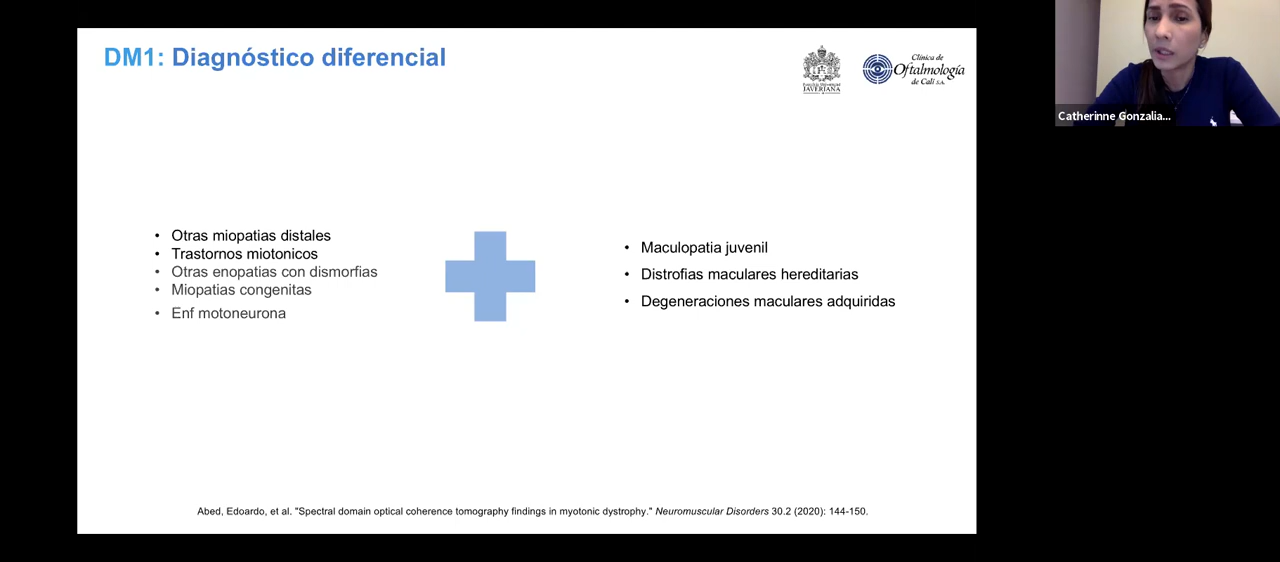 DM1: Diagnóstico diferencial
JAVERIANA
Clínica de
Oftalmología
de Cali S.A.
Catherinne Gonzalia...
• Otras miopatias distales
• Trastornos miotonicos
• Otras enopatias con dismorfias
• Miopatias congenitas
• Enf motoneurona
• Maculopatia juvenil
• Distrofias maculares hereditarias
• Degeneraciones maculares adquiridas
Abed, Edoardo, et al. "Spectral domain optical coherence tomography findings in myotonic dystrophy." Neuromuscular Disorders 30.2 (2020): 144-150.